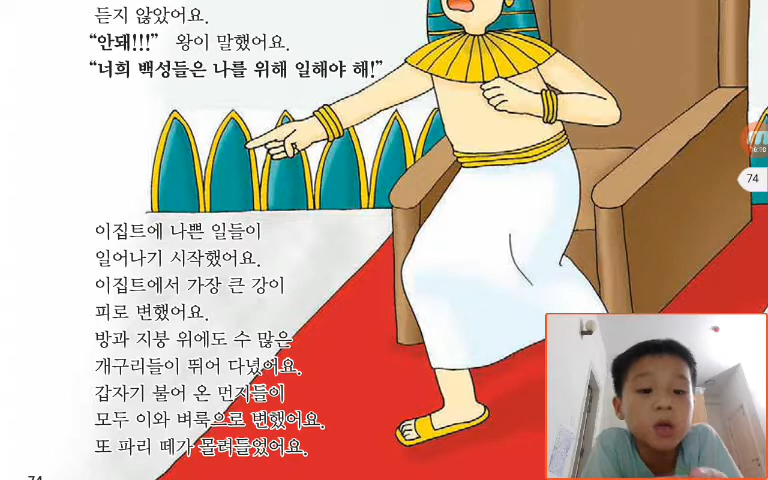 듣지 않았어요.
“안돼!!!” 왕이 말했어요.
“너희 백성들은 나를 위해 일해야 해!”
74
이집트에 나쁜 일들이
일어나기 시작했어요.
이집트에서 가장 큰 강이
피로 변했어요.
방과 지붕 위에도 수 많은
개구리들이 뛰어 다녔어요.
갑자기 불어 온 먼지들이
모두 이와 벼룩으로 변했어요.
또 파리 떼가 몰려들었어요.
74